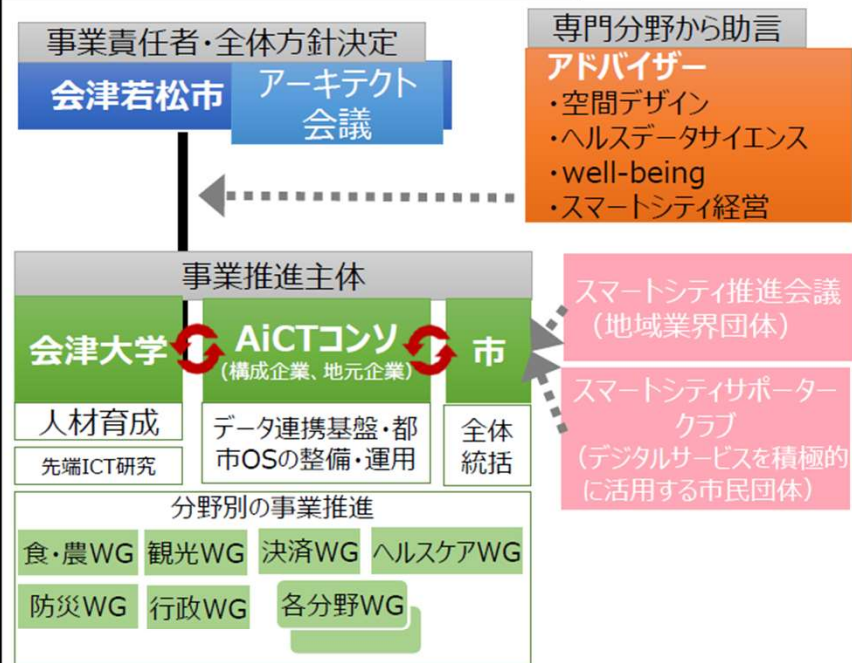 事業責任者・全体方針決定
会津若松市
アーキテクト
会議
専門分野から助言
アドバイザー
・空間デザイン
・ヘルスデータサイエンス
・well-being
・スマートシティ経営
事業推進主体
会津大学
AiCTコンソ
(構成企業、地元企業)
市
人材育成
先端ICT研究
データ連携基盤・都
市OSの整備・運用
全体
統括
スマートシティ推進会議
（地域業界団体）
スマートシティサポーター
クラブ
（デジタルサービスを積極的
に活用する市民団体）
分野別の事業推進
食・農WG
観光WG
決済WG
ヘルスケアWG
防災WG
行政WG
各分野WG